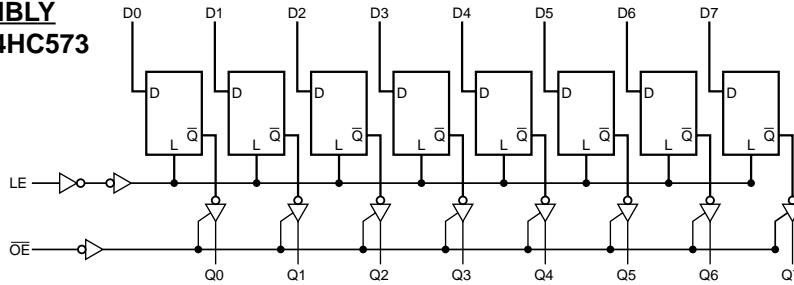 D0 D1 D2 D3 D4 D5 D6 D7
4HC573
D D D D D D D D
Q̅ Q̅ Q̅ Q̅ Q̅ Q̅ Q̅ Q̅
L L L L L L L L
LE
O̅E̅
Q0 Q1 Q2 Q3 Q4 Q5 Q6